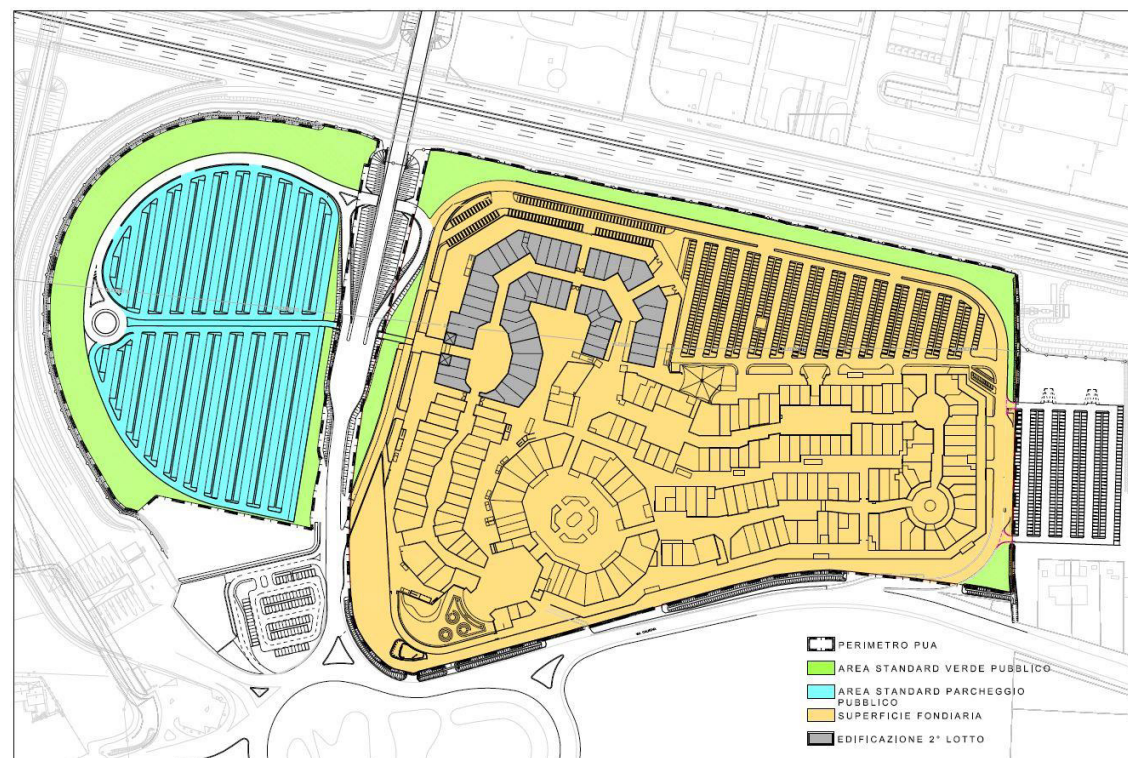 PERIMETRO PUA
AREA STANDARD VERDE PUBBLICO
AREA STANDARD PARCHEGGIO
PUBBLICO
SUPERFICIE FONDIARIA
EDIFICAZIONE 2° LOTTO